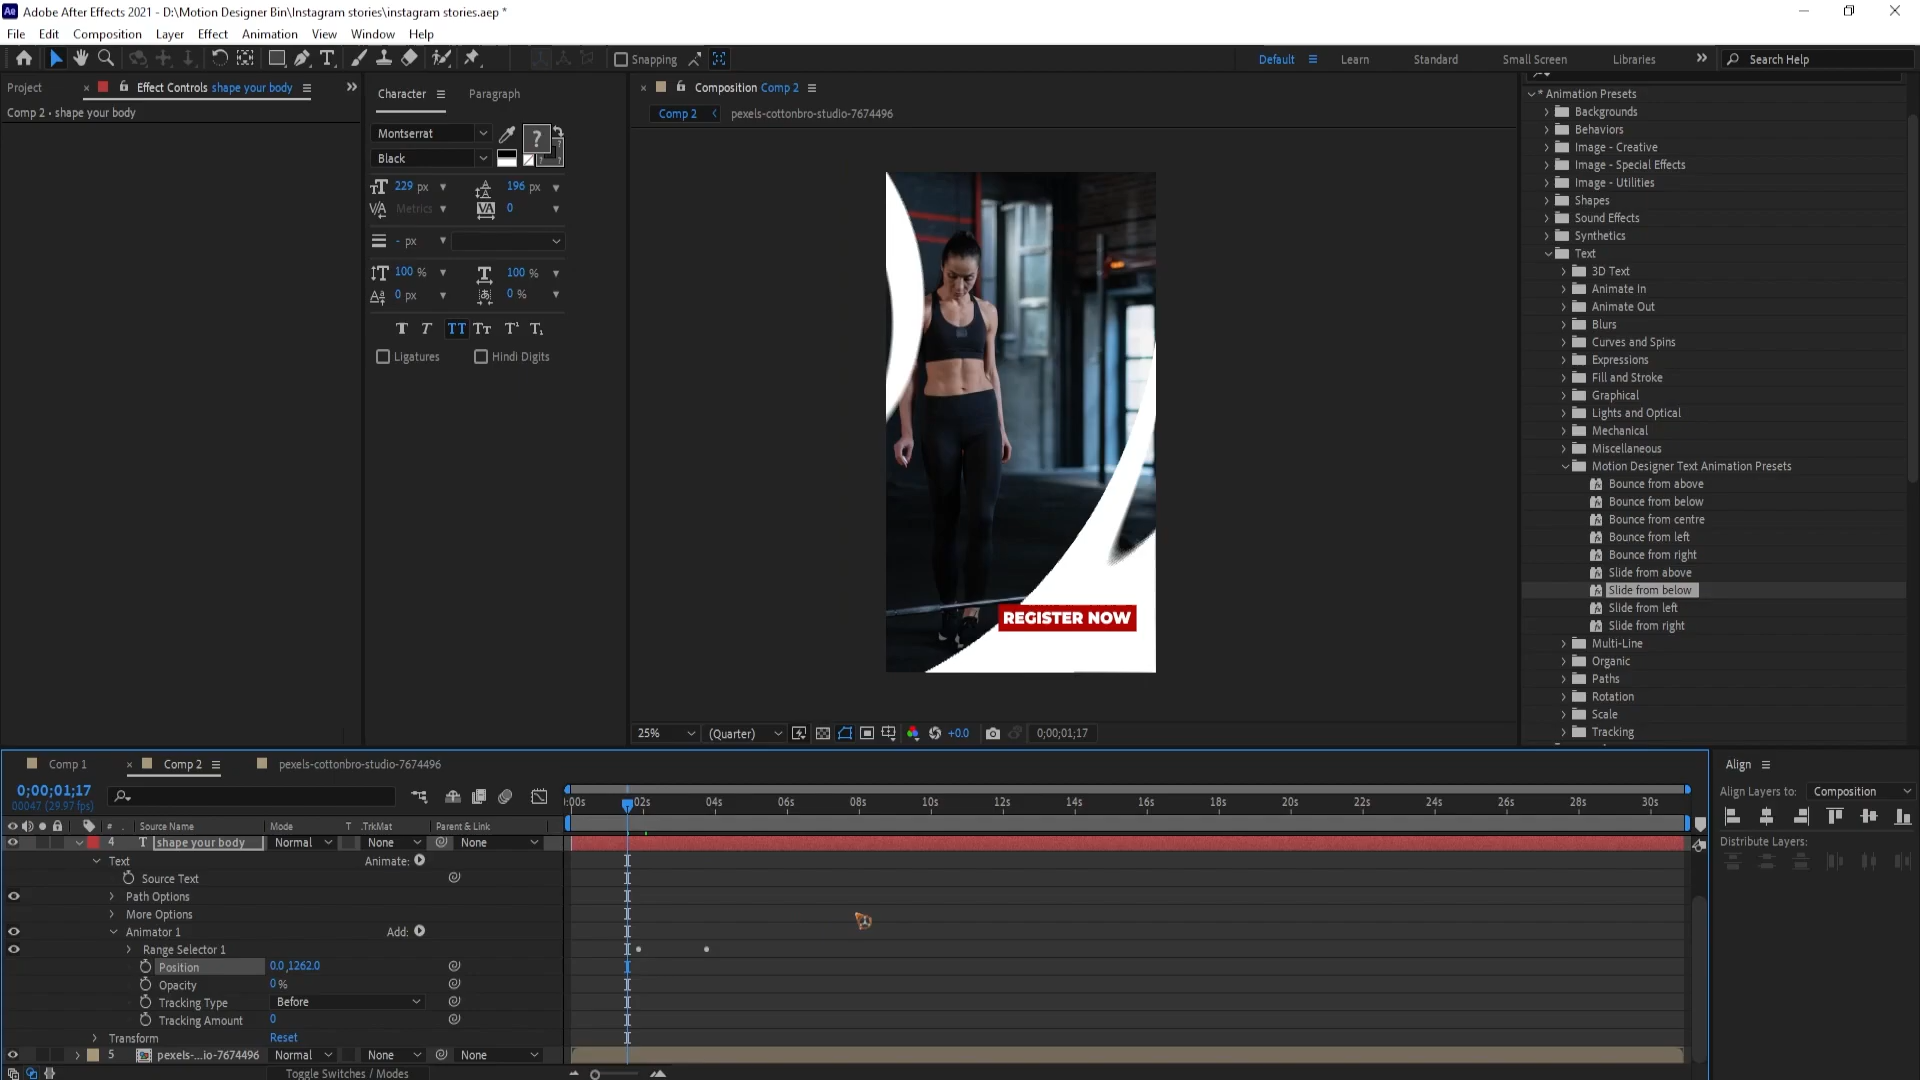 Ae Adobe After Effects 2021 - D:\Motion Designer Bin\Instagram stories\instagram stories.aep *
File Edit Composition Layer Effect Animation View Window Help
Snapping
Default Learn Standard Small Screen Libraries Search Help
Project Effect Controls shape your body
Comp 2 • shape your body
Character Paragraph
Montserrat
Black
229 px 196 px
Metrics 0
- px
100 % 100 %
0 px 0 %
Ligatures Hindi Digits
Composition Comp 2
Comp 2 pexels-cottonbro-studio-7674496
REGISTER NOW
25% (Quarter) +0.0 0;00;01;17
* Animation Presets
Backgrounds
Behaviors
Image - Creative
Image - Special Effects
Image - Utilities
Shapes
Sound Effects
Synthetics
Text
3D Text
Animate In
Animate Out
Blurs
Curves and Spins
Expressions
Fill and Stroke
Graphical
Lights and Optical
Mechanical
Miscellaneous
Motion Designer Text Animation Presets
Bounce from above
Bounce from below
Bounce from centre
Bounce from left
Bounce from right
Slide from above
Slide from below
Slide from left
Slide from right
Multi-Line
Organic
Paths
Rotation
Scale
Tracking
Comp 1 Comp 2 pexels-cottonbro-studio-7674496
0;00;01;17
00047 (29.97 fps)
:00s 02s 04s 06s 08s 10s 12s 14s 16s 18s 20s 22s 24s 26s 28s 30s
# Source Name Mode T .TrkMat Parent & Link
4 T shape your body Normal None None
Text Animate:
Source Text
Path Options
More Options
Animator 1 Add:
Range Selector 1
Position 0.0,1262.0
Opacity 0 %
Tracking Type Before
Tracking Amount 0
Transform Reset
5 pexels-...io-7674496 Normal None None
Toggle Switches / Modes
Align
Align Layers to: Composition
Distribute Layers: